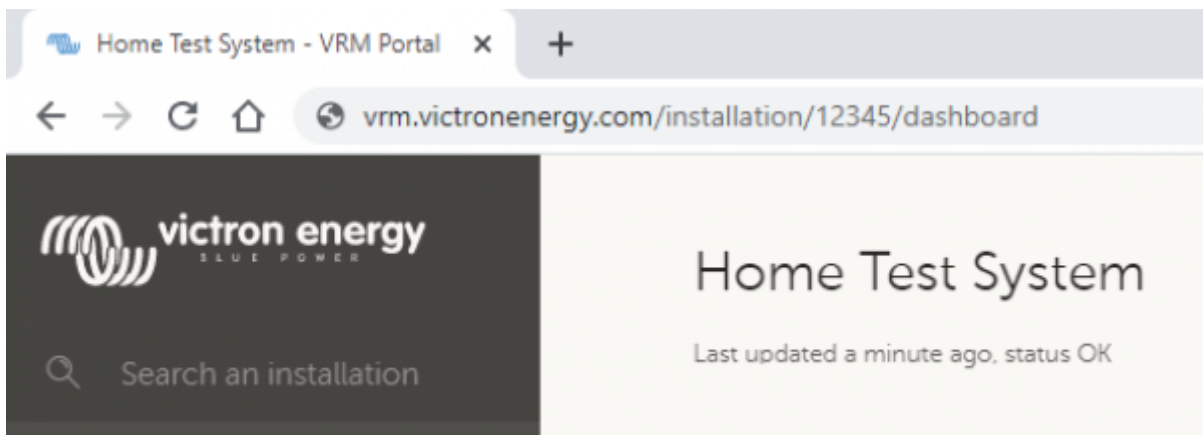 Home Test System - VRM Portal
vrm.victronenergy.com/installation/12345/dashboard
victron energy
BLUE POWER
Home Test System
Last updated a minute ago, status OK
Search an installation